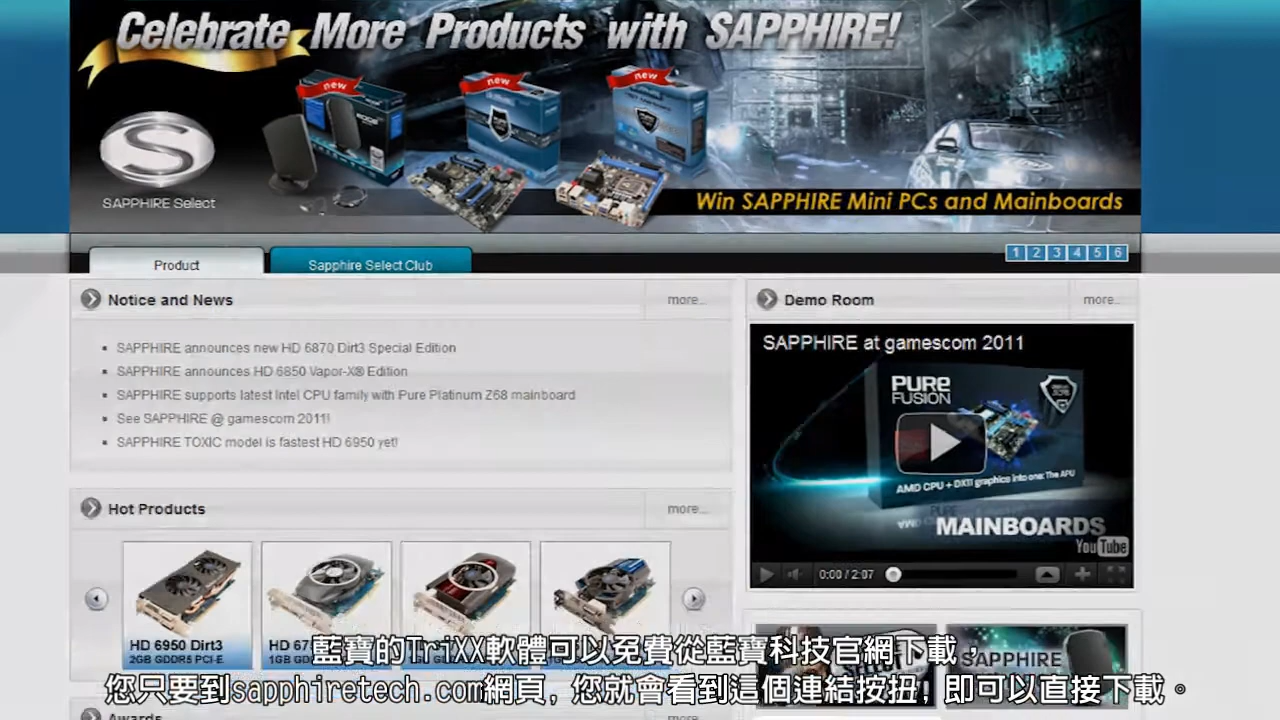 Celebrate More Products with SAPPHIRE!
new
new
new
SAPPHIRE Select
Win SAPPHIRE Mini PCs and Mainboards
1 2 3 4 5 6
Product
Sapphire Select Club
Notice and News
more...
SAPPHIRE announces new HD 6870 Dirt3 Special Edition
SAPPHIRE announces HD 6850 Vapor-X® Edition
SAPPHIRE supports latest Intel CPU family with Pure Platinum Z68 mainboard
See SAPPHIRE @ gamescom 2011!
SAPPHIRE TOXIC model is fastest HD 6950 yet!
Demo Room
more...
SAPPHIRE at gamescom 2011
PURE
FUSION
AMD CPU + DX11 graphics into one: The APU
MAINBOARDS
YouTube
0:00 / 2:07
Hot Products
more...
HD 6950 Dirt3
2GB GDDR5 PCI-E
HD 67
1GB GD
SAPPHIRE
藍寶的TriXX軟體可以免費從藍寶科技官網下載，
您只要到sapphiretech.com網頁, 您就會看到這個連結按扭, 即可以直接下載。
Awards
more...